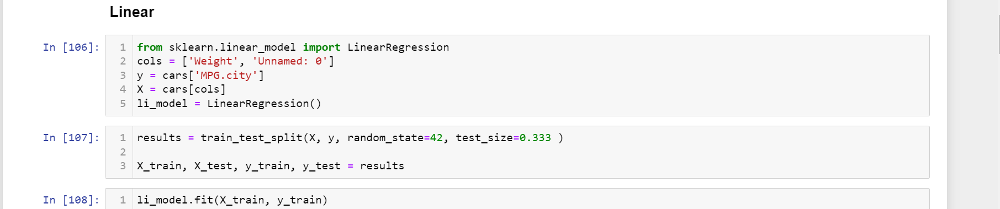 Linear
In [106]:
1 from sklearn.linear_model import LinearRegression
2 cols = ['Weight', 'Unnamed: 0']
3 y = cars['MPG.city']
4 X = cars[cols]
5 li_model = LinearRegression()
In [107]:
1 results = train_test_split(X, y, random_state=42, test_size=0.333 )
2
3 X_train, X_test, y_train, y_test = results
In [108]:
1 li_model.fit(X_train, y_train)